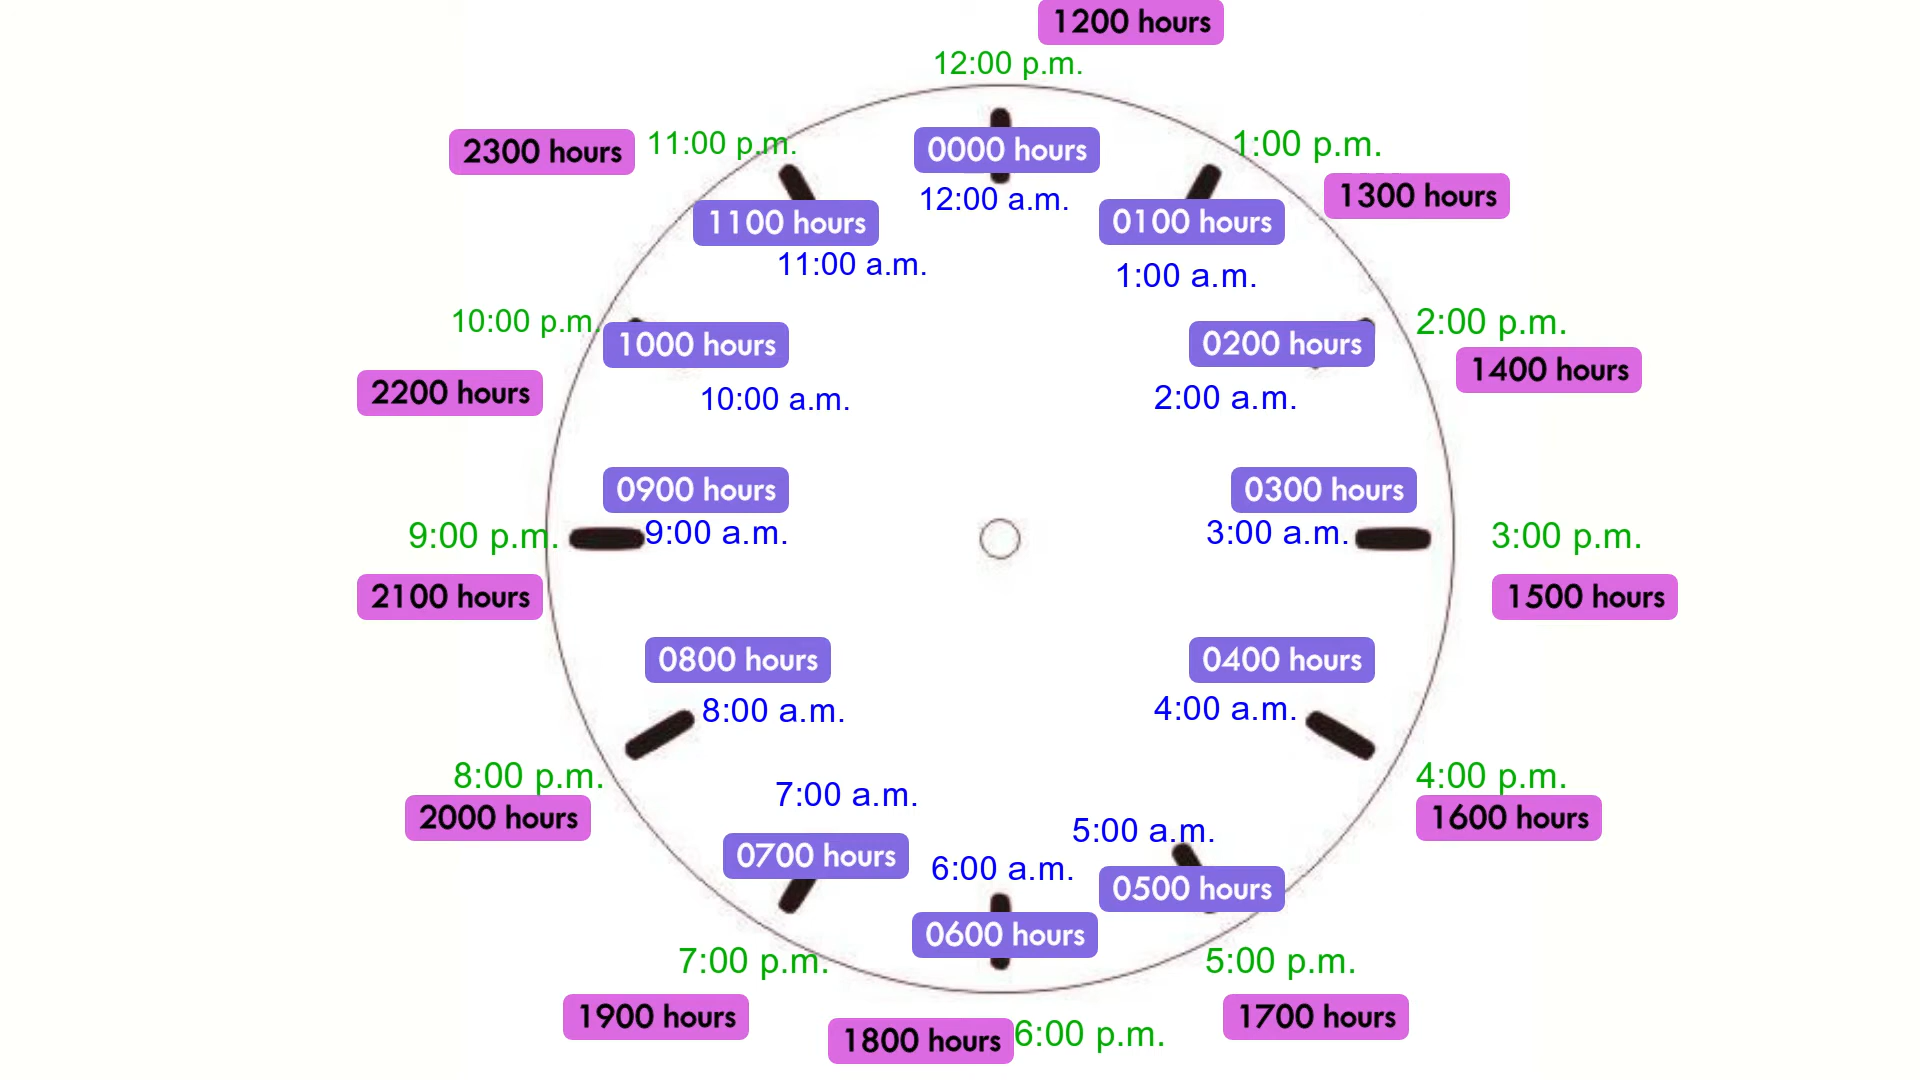 1200 hours
12:00 p.m.
2300 hours
11:00 p.m.
0000 hours
12:00 a.m.
1:00 p.m.
1300 hours
1100 hours
11:00 a.m.
0100 hours
1:00 a.m.
10:00 p.m.
2200 hours
1000 hours
10:00 a.m.
0200 hours
2:00 a.m.
2:00 p.m.
1400 hours
0900 hours
9:00 p.m.
9:00 a.m.
2100 hours
0300 hours
3:00 a.m.
3:00 p.m.
1500 hours
0800 hours
8:00 a.m.
8:00 p.m.
2000 hours
0400 hours
4:00 a.m.
4:00 p.m.
1600 hours
7:00 a.m.
0700 hours
7:00 p.m.
1900 hours
6:00 a.m.
0600 hours
1800 hours
6:00 p.m.
5:00 a.m.
0500 hours
5:00 p.m.
1700 hours